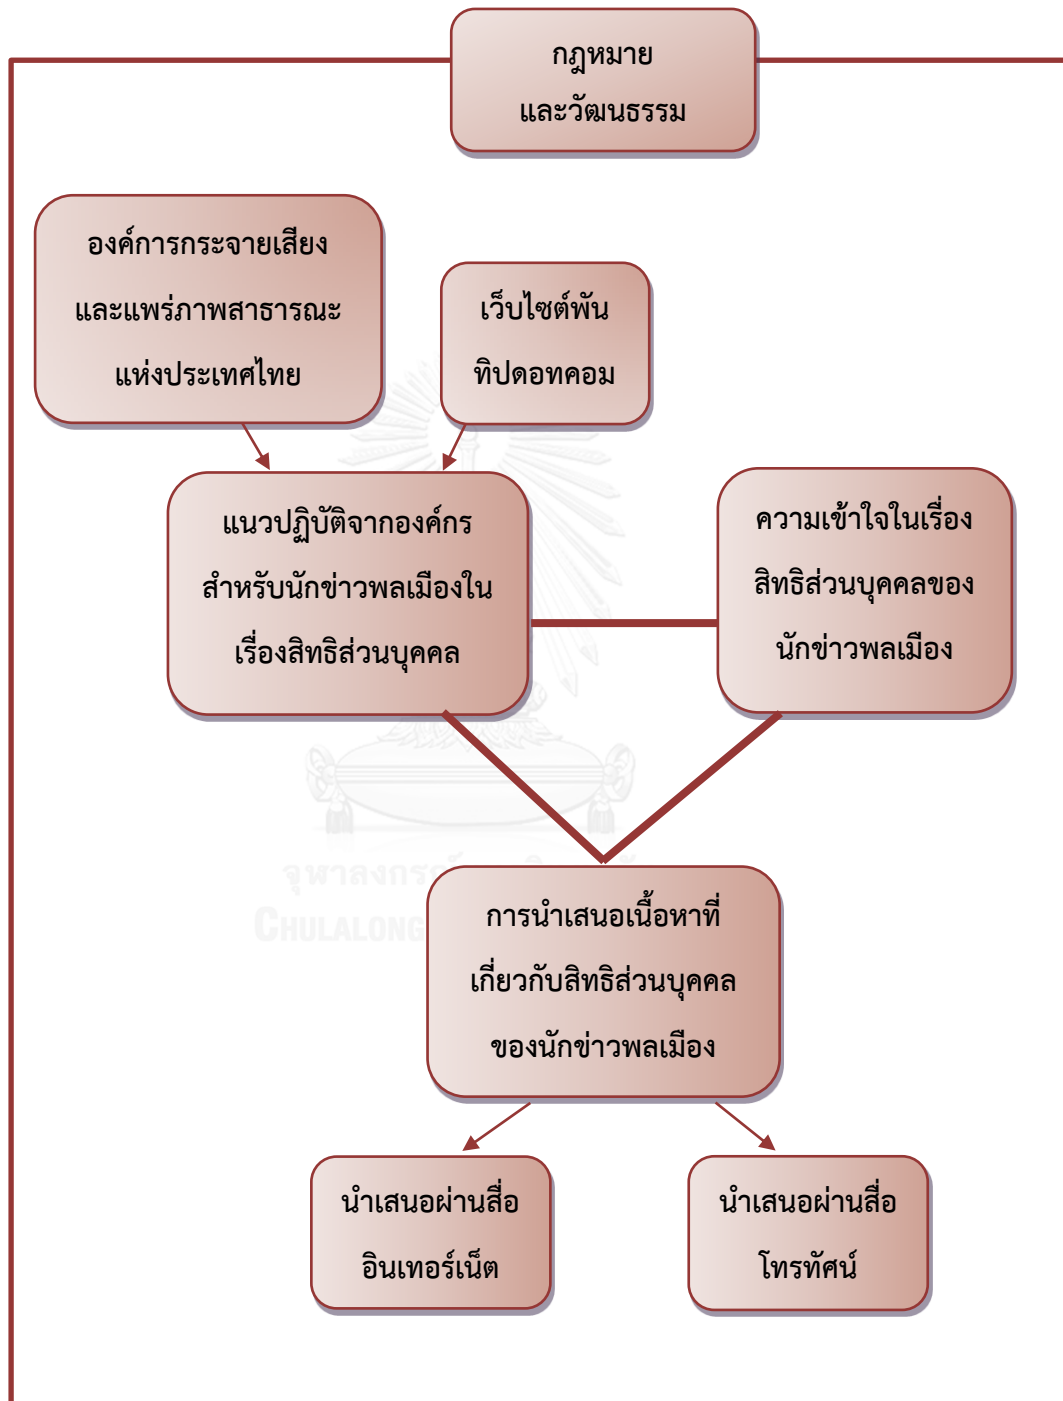 กฎหมาย
และวัฒนธรรม
องค์การกระจายเสียง
และแพร่ภาพสาธารณะ
แห่งประเทศไทย
เว็บไซต์พัน
ทิปดอทคอม
แนวปฏิบัติจากองค์กร
สำหรับนักข่าวพลเมืองใน
เรื่องสิทธิส่วนบุคคล
ความเข้าใจในเรื่อง
สิทธิส่วนบุคคลของ
นักข่าวพลเมือง
จุฬาลงกรณ์
CHULALONG
การนำเสนอเนื้อหาที่
เกี่ยวกับสิทธิส่วนบุคคล
ของนักข่าวพลเมือง
นำเสนอผ่านสื่อ
อินเทอร์เน็ต
นำเสนอผ่านสื่อ
โทรทัศน์